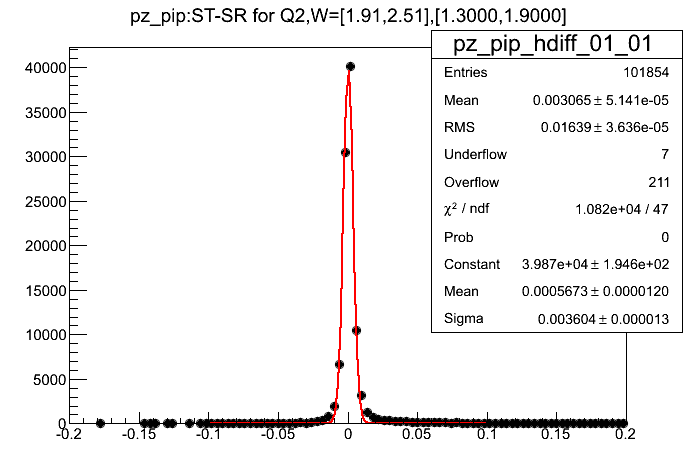 pz_pip:ST-SR for Q2,W=[1.91,2.51],[1.3000,1.9000]
pz_pip_hdiff_01_01
Entries 101854
Mean 0.003065 ± 5.141e-05
RMS 0.01639 ± 3.636e-05
Underflow 7
Overflow 211
χ² / ndf 1.082e+04 / 47
Prob 0
Constant 3.987e+04 ± 1.946e+02
Mean 0.0005673 ± 0.0000120
Sigma 0.003604 ± 0.000013
40000
35000
30000
25000
20000
15000
10000
5000
0
-0.2 -0.15 -0.1 -0.05 0 0.05 0.1 0.15 0.2